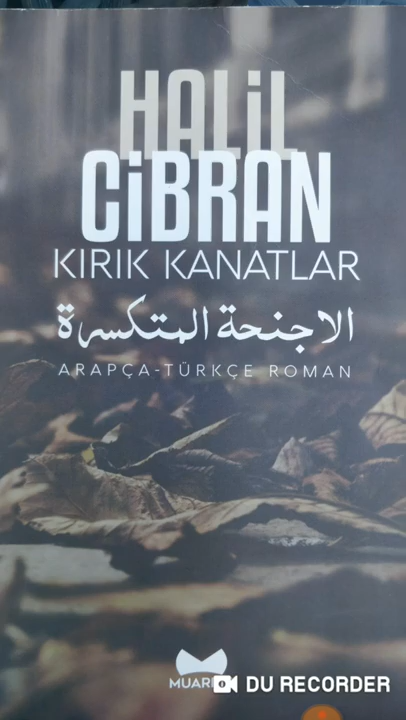 HALİL
CİBRAN
KIRIK KANATLAR
الاجنحة المتكسرة
ARAPÇA-TÜRKÇE ROMAN
DU RECORDER